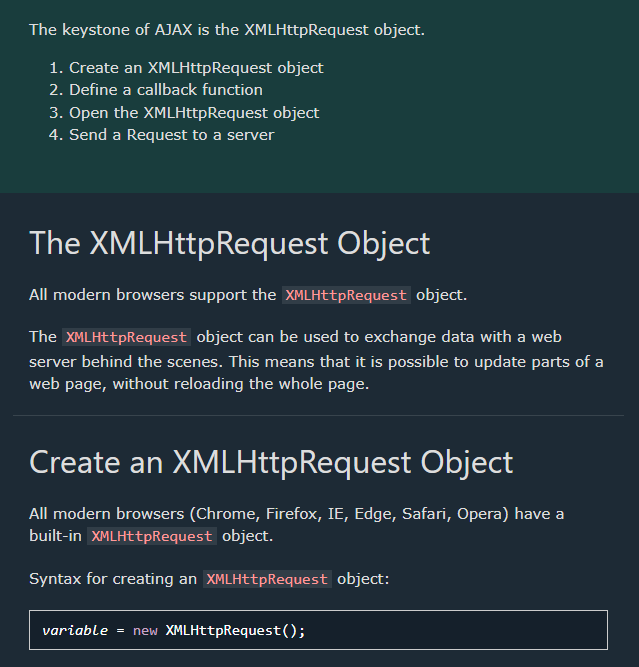 The keystone of AJAX is the XMLHttpRequest object.
1. Create an XMLHttpRequest object
2. Define a callback function
3. Open the XMLHttpRequest object
4. Send a Request to a server
The XMLHttpRequest Object
All modern browsers support the XMLHttpRequest object.
The XMLHttpRequest object can be used to exchange data with a web
server behind the scenes. This means that it is possible to update parts of a
web page, without reloading the whole page.
Create an XMLHttpRequest Object
All modern browsers (Chrome, Firefox, IE, Edge, Safari, Opera) have a
built-in XMLHttpRequest object.
Syntax for creating an XMLHttpRequest object:
variable = new XMLHttpRequest();